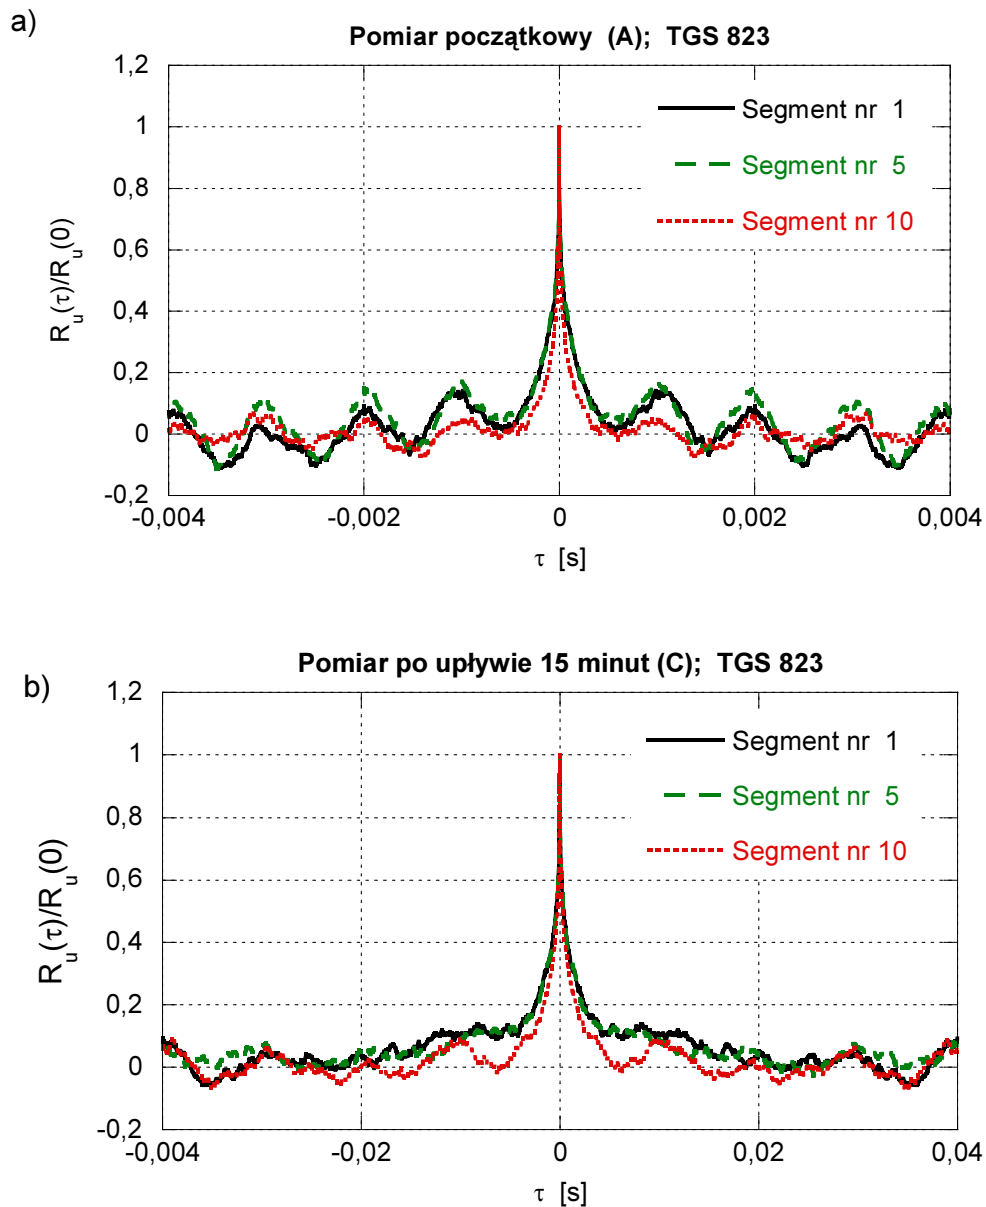 a)
Pomiar początkowy (A); TGS 823
1,2
1
0,8
0,6
0,4
0,2
0
-0,2
R_u(τ)/R_u(0)
Segment nr 1
Segment nr 5
Segment nr 10
-0,004 -0,002 0 0,002 0,004
τ [s]
b)
Pomiar po upływie 15 minut (C); TGS 823
1,2
1
0,8
0,6
0,4
0,2
0
-0,2
R_u(τ)/R_u(0)
Segment nr 1
Segment nr 5
Segment nr 10
-0,004 -0,02 0 0,02 0,04
τ [s]